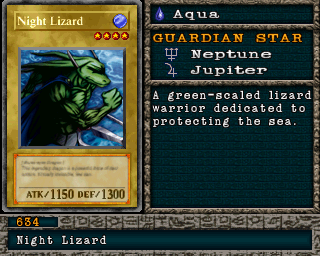 Night Lizard
Aqua
GUARDIAN STAR
Neptune
Jupiter
A green-scaled lizard
warrior dedicated to
protecting the sea.
ATK/1150 DEF/1300
634
Night Lizard